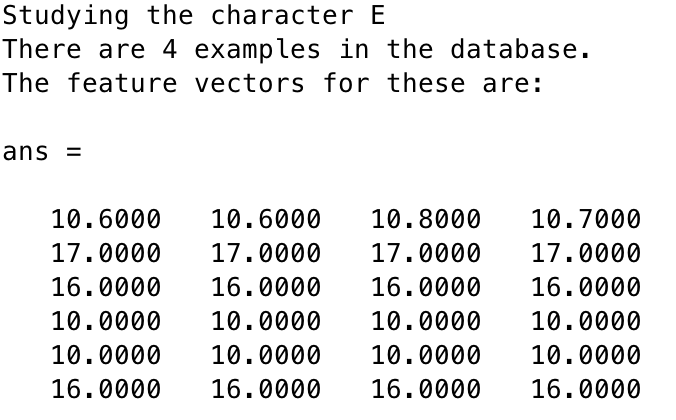 Studying the character E
There are 4 examples in the database.
The feature vectors for these are:
ans =
10.6000 10.6000 10.8000 10.7000
17.0000 17.0000 17.0000 17.0000
16.0000 16.0000 16.0000 16.0000
10.0000 10.0000 10.0000 10.0000
10.0000 10.0000 10.0000 10.0000
16.0000 16.0000 16.0000 16.0000